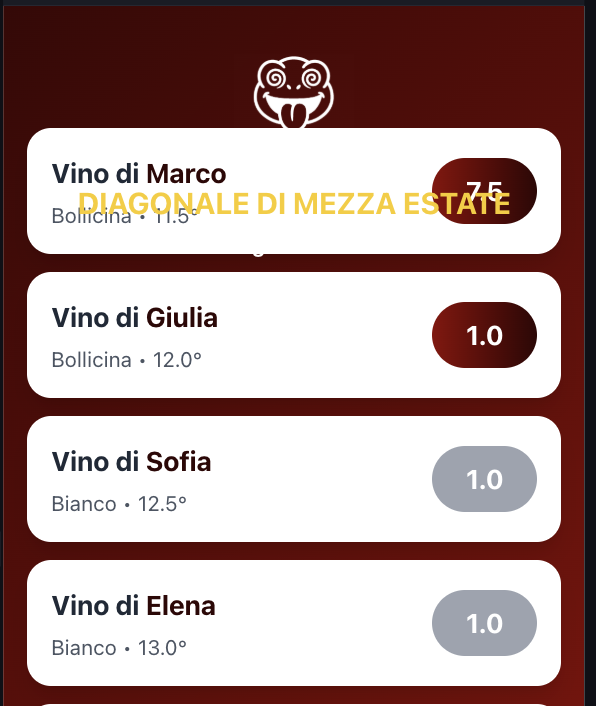 Vino di Marco
7.5
DIAGONALE DI MEZZA ESTATE
Bollicina • 11.5°
Vino di Giulia
1.0
Bollicina • 12.0°
Vino di Sofia
1.0
Bianco • 12.5°
Vino di Elena
1.0
Bianco • 13.0°